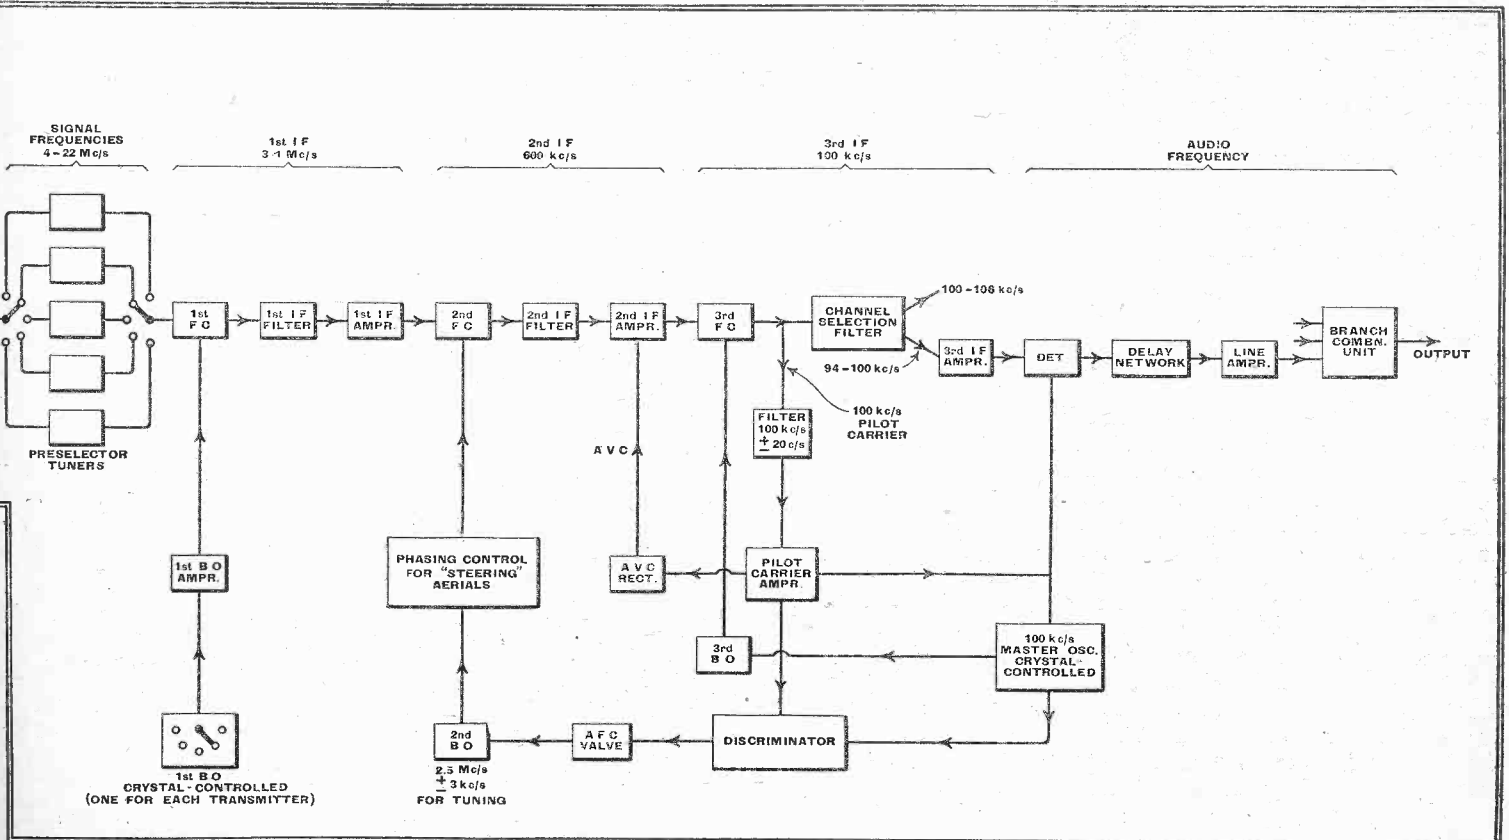 SIGNAL
FREQUENCIES
4-22 Mc/s
1st I F
3·1 Mc/s
2nd I F
600 kc/s
3rd I F
100 kc/s
AUDIO
FREQUENCY
PRESELECTOR
TUNERS
1st
F C
1st I F
FILTER
1st I F
AMPR.
2nd
F C
2nd I F
FILTER
2nd I F
AMPR.
3rd
F C
CHANNEL
SELECTION
FILTER
100-106 kc/s
94-100 kc/s
3rd I F
AMPR.
DET
DELAY
NETWORK
LINE
AMPR.
BRANCH
COMBN.
UNIT
OUTPUT
100 kc/s
PILOT
CARRIER
FILTER
100 kc/s
± 20 c/s
A V C
1st B O
AMPR.
PHASING CONTROL
FOR "STEERING"
AERIALS
A V C
RECT.
PILOT
CARRIER
AMPR.
3rd
B O
100 kc/s
MASTER OSC.
CRYSTAL-
CONTROLLED
1st B O
CRYSTAL-CONTROLLED
(ONE FOR EACH TRANSMITTER)
2nd
B O
2.5 Mc/s
± 3 kc/s
FOR TUNING
A F C
VALVE
DISCRIMINATOR